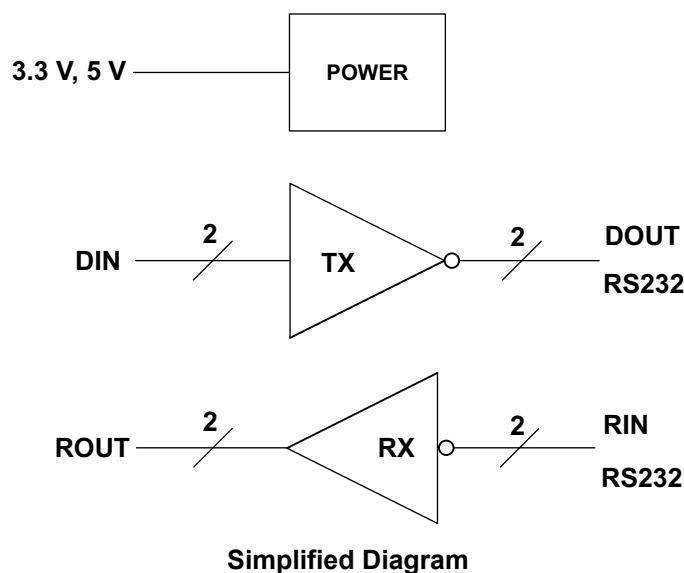 3.3 V, 5 V
POWER
DIN
2
TX
2
DOUT
RS232
ROUT
2
RX
2
RIN
RS232
Simplified Diagram